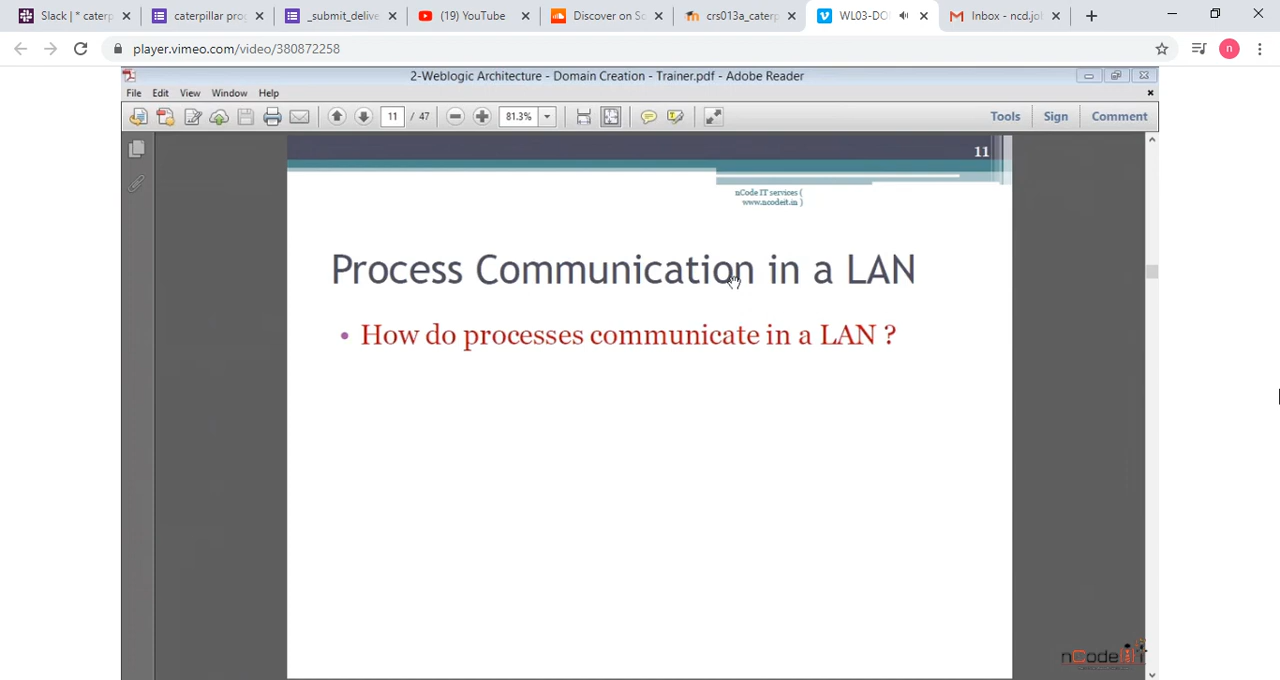 Slack | * caterp
caterpillar pro
_submit_delive
(19) YouTube
Discover on So
crs013a_caterp
WL03-DO
Inbox - ncd.jol
player.vimeo.com/video/380872258
n
2-Weblogic Architecture - Domain Creation - Trainer.pdf - Adobe Reader
File Edit View Window Help
11 / 47
81.3%
Tools Sign Comment
11
nCode IT services (
www.ncodeit.in )
Process Communication in a LAN
• How do processes communicate in a LAN ?
nCode IT